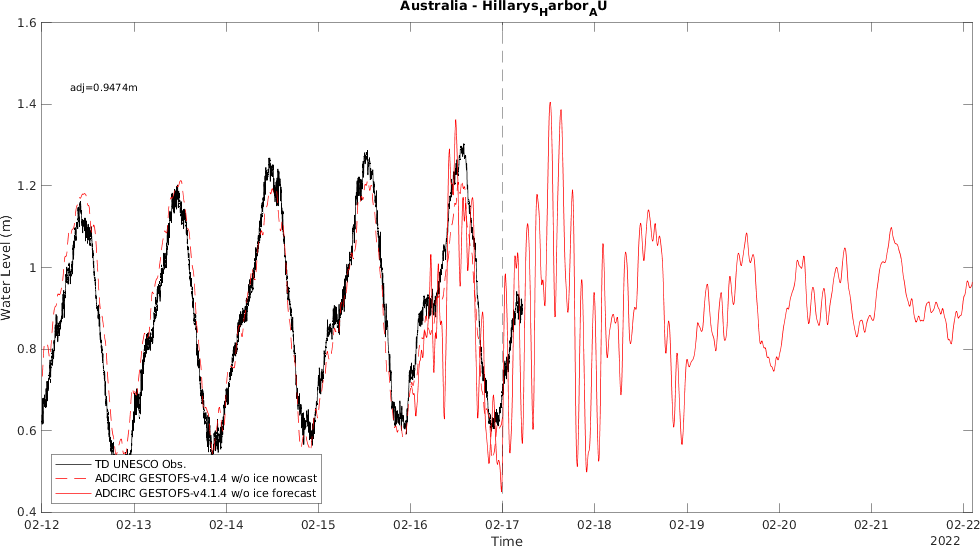 Australia - Hillarys_Harbor_AU
1.6
1.4
1.2
1
0.8
0.6
0.4
Water Level (m)
adj=0.9474m
TD UNESCO Obs.
ADCIRC GESTOFS-v4.1.4 w/o ice nowcast
ADCIRC GESTOFS-v4.1.4 w/o ice forecast
02-12 02-13 02-14 02-15 02-16 02-17 02-18 02-19 02-20 02-21 02-22
Time
2022